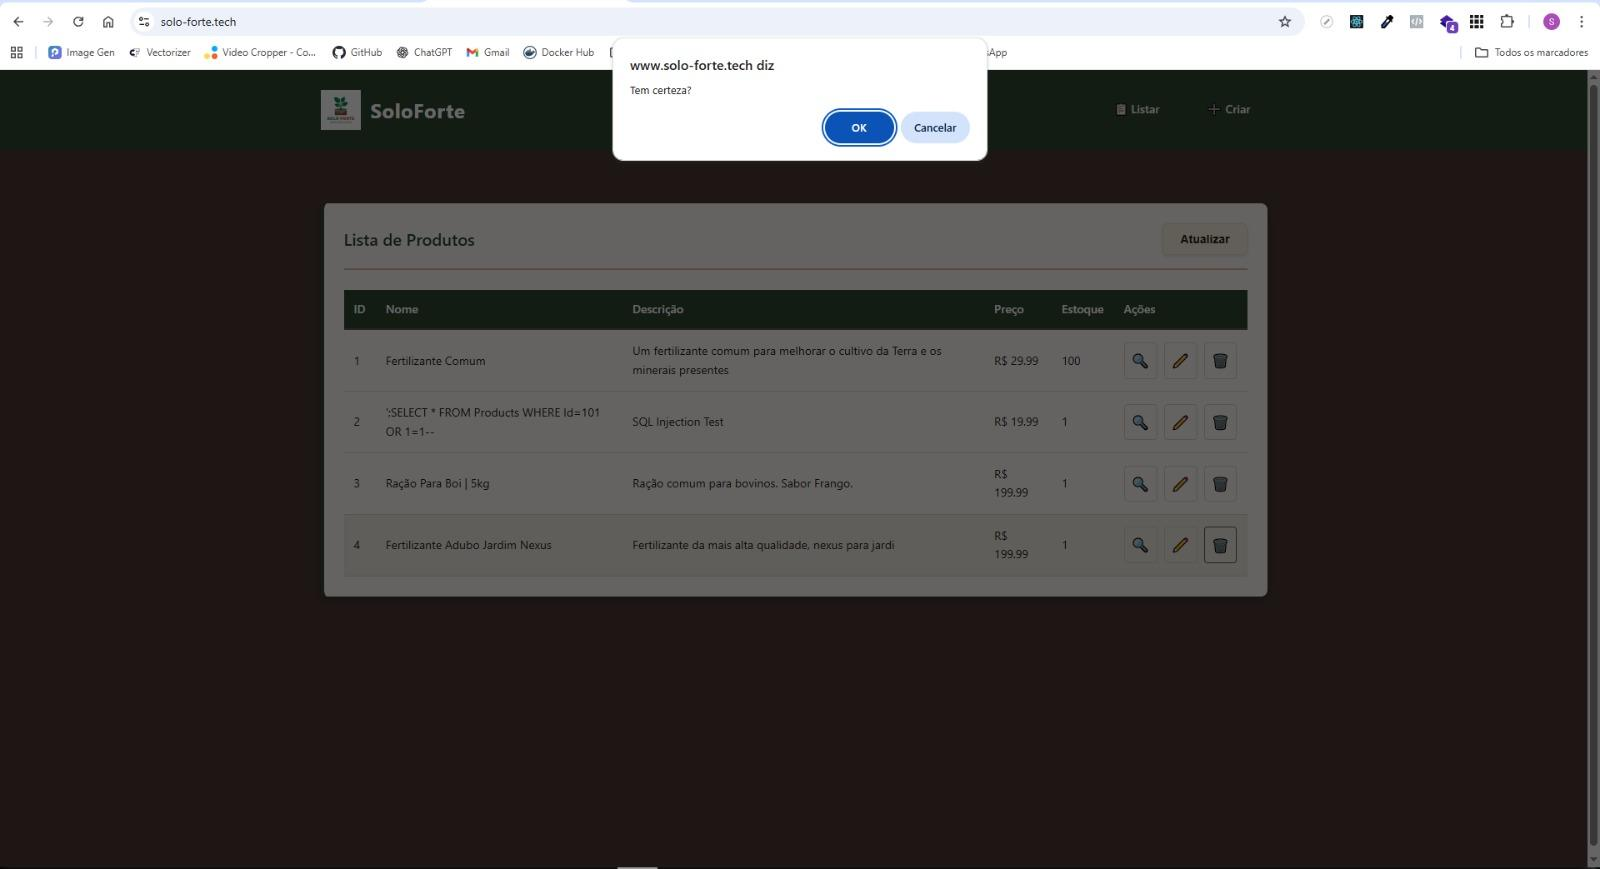 solo-forte.tech
S
4
Image Gen
Vectorizer
Video Cropper - Co...
GitHub
ChatGPT
Gmail
Docker Hub
sApp
Todos os marcadores
www.solo-forte.tech diz
Tem certeza?
OK
Cancelar
SoloForte
Listar
Criar
Lista de Produtos
Atualizar
ID Nome Descrição Preço Estoque Ações
1 Fertilizante Comum Um fertilizante comum para melhorar o cultivo da Terra e os R$ 29.99 100
minerais presentes
2 ';SELECT * FROM Products WHERE Id=101 SQL Injection Test R$ 19.99 1
OR 1=1--
3 Ração Para Boi | 5kg Ração comum para bovinos. Sabor Frango. R$ 1
199.99
4 Fertilizante Adubo Jardim Nexus Fertilizante da mais alta qualidade, nexus para jardi R$ 1
199.99